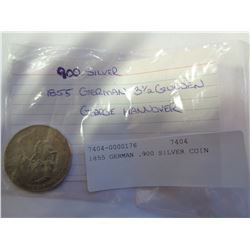 .900 SILVER
1855 GERMAN 3½ GULDEN
GEORGE HANNOVER
7404-0000176 7404
1855 GERMAN .900 SILVER COIN